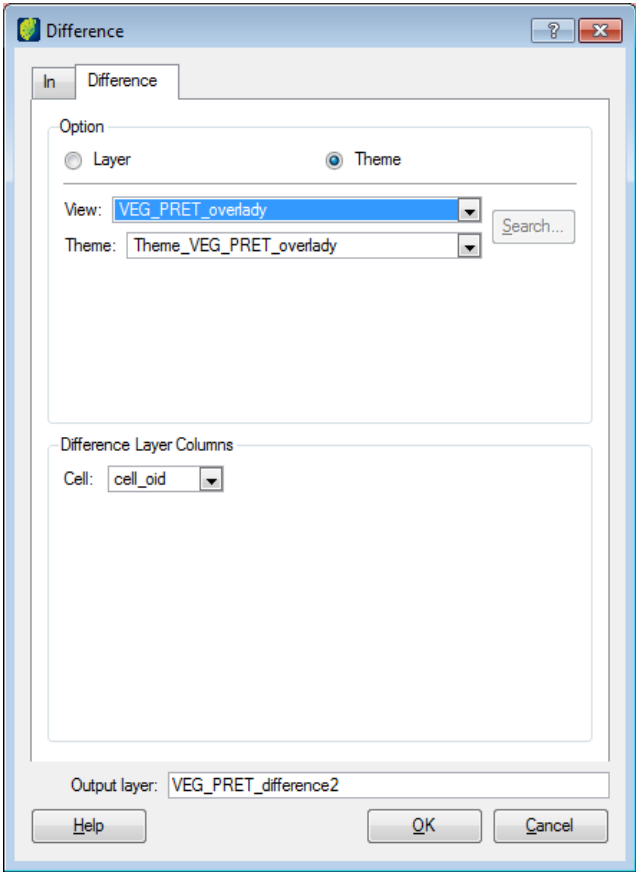 Difference
In Difference
Option
Layer Theme
View: VEG_PRET_overlady
Search...
Theme: Theme_VEG_PRET_overlady
Difference Layer Columns
Cell: cell_oid
Output layer: VEG_PRET_difference2
Help OK Cancel